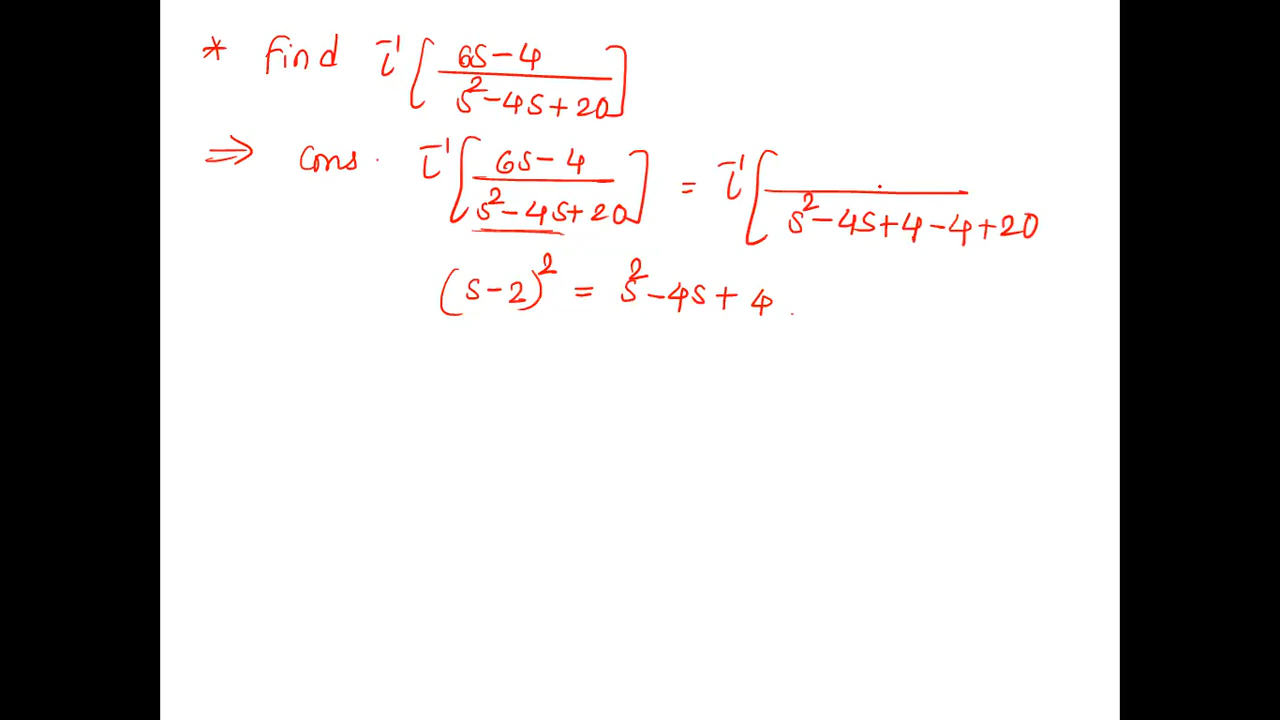 * Find L⁻¹[ (6s-4)/(s²-4s+20) ]
⇒ Cons. L⁻¹[ (6s-4)/(s²-4s+20) ] = L⁻¹[ /(s²-4s+4-4+20)
(s-2)² = s²-4s+4.